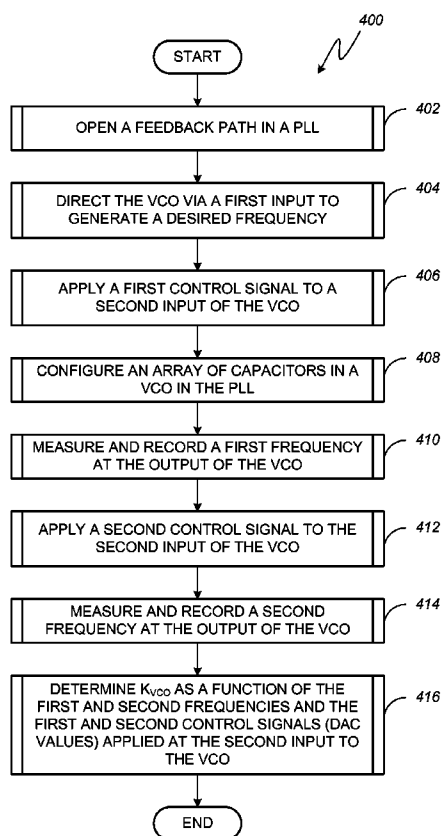 400
START
402
OPEN A FEEDBACK PATH IN A PLL
404
DIRECT THE VCO VIA A FIRST INPUT TO
GENERATE A DESIRED FREQUENCY
406
APPLY A FIRST CONTROL SIGNAL TO A
SECOND INPUT OF THE VCO
408
CONFIGURE AN ARRAY OF CAPACITORS IN A
VCO IN THE PLL
410
MEASURE AND RECORD A FIRST FREQUENCY
AT THE OUTPUT OF THE VCO
412
APPLY A SECOND CONTROL SIGNAL TO THE
SECOND INPUT OF THE VCO
414
MEASURE AND RECORD A SECOND
FREQUENCY AT THE OUTPUT OF THE VCO
416
DETERMINE KVCO AS A FUNCTION OF THE
FIRST AND SECOND FREQUENCIES AND THE
FIRST AND SECOND CONTROL SIGNALS (DAC
VALUES) APPLIED AT THE SECOND INPUT TO
THE VCO
END